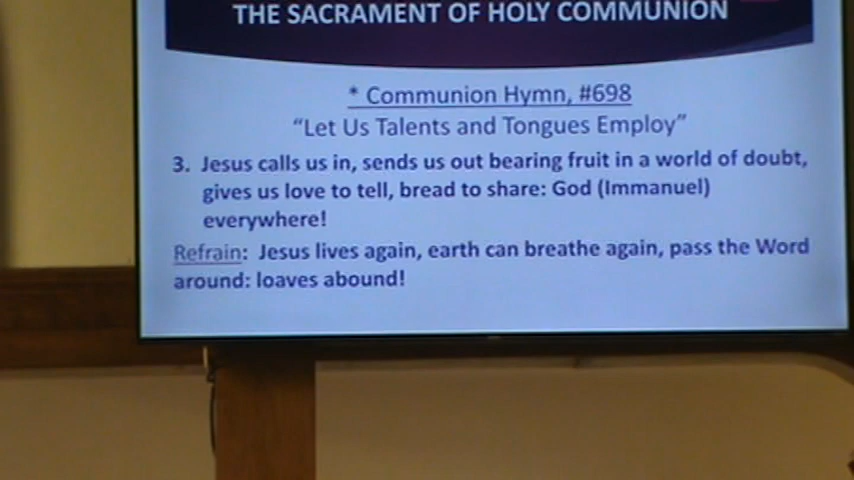 THE SACRAMENT OF HOLY COMMUNION
* Communion Hymn, #698
“Let Us Talents and Tongues Employ”
3. Jesus calls us in, sends us out bearing fruit in a world of doubt,
gives us love to tell, bread to share: God (Immanuel)
everywhere!
Refrain: Jesus lives again, earth can breathe again, pass the Word
around: loaves abound!